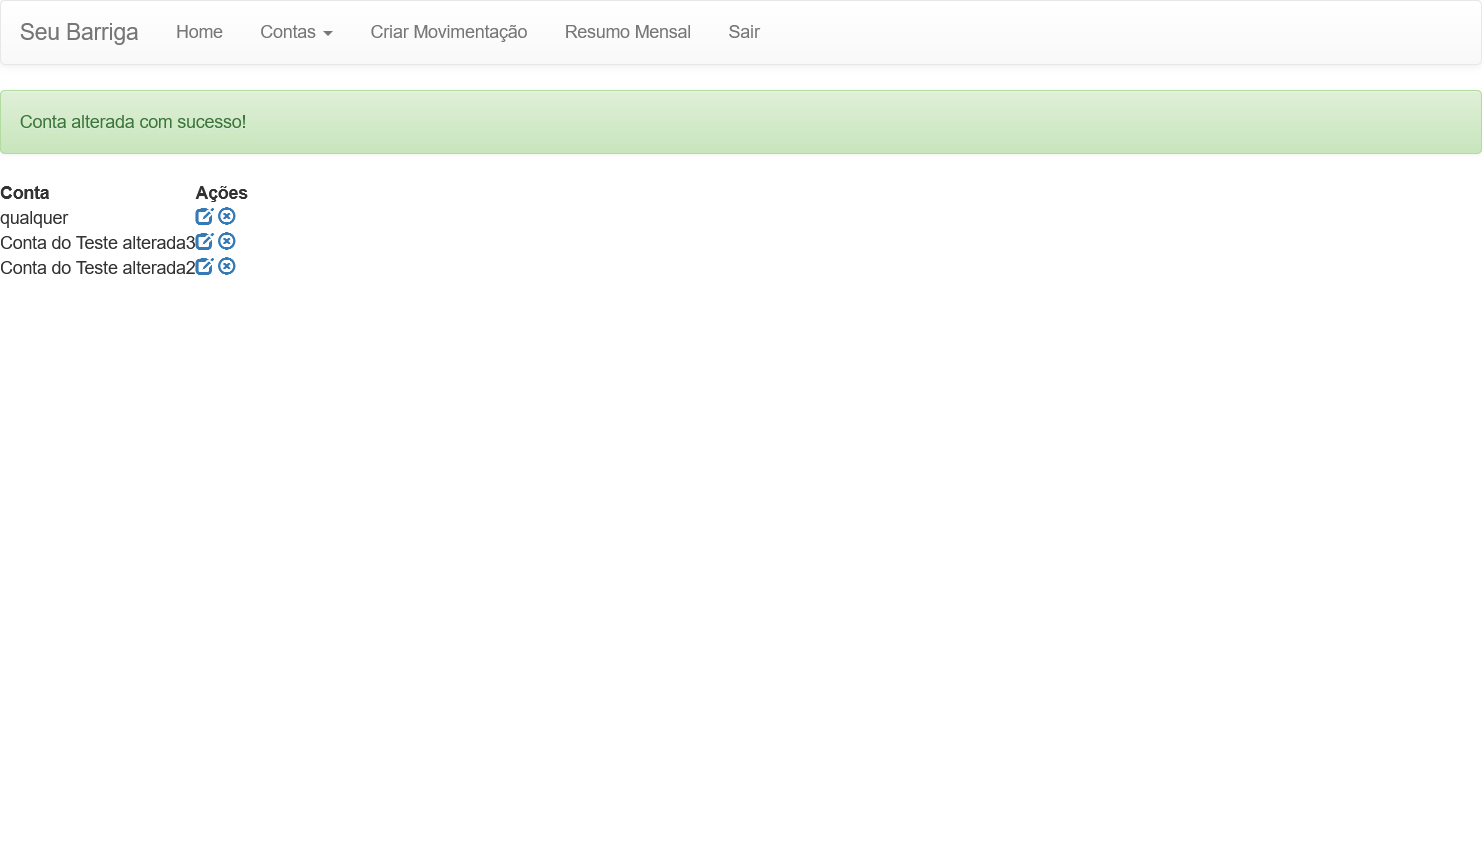 Seu Barriga Home Contas Criar Movimentação Resumo Mensal Sair
Conta alterada com sucesso!
Conta Ações
qualquer
Conta do Teste alterada3
Conta do Teste alterada2